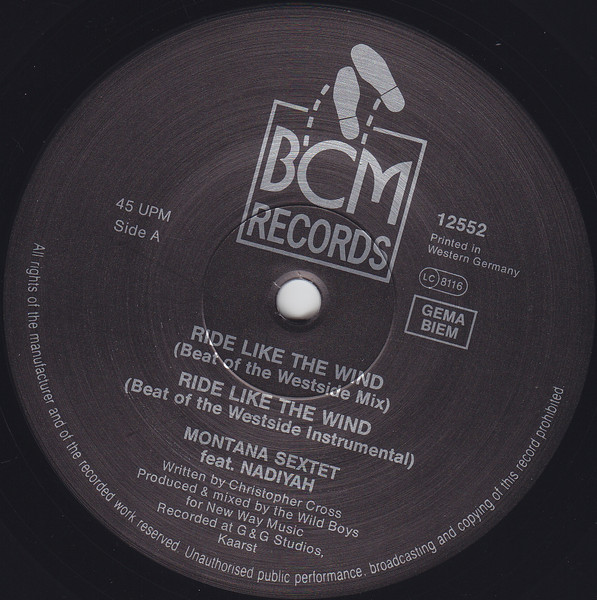 BCM
RECORDS
45 UPM
Side A
12552
Printed in
Western Germany
LC 8116
GEMA
BIEM
RIDE LIKE THE WIND
(Beat of the Westside Mix)
RIDE LIKE THE WIND
(Beat of the Westside Instrumental)
MONTANA SEXTET
feat. NADIYAH
Written by Christopher Cross
Produced & mixed by the Wild Boys
for New Way Music
Recorded at G & G Studios,
Kaarst
All rights of the manufacturer and of the recorded work reserved. Unauthorised public performance, broadcasting and copying of this record prohibited.